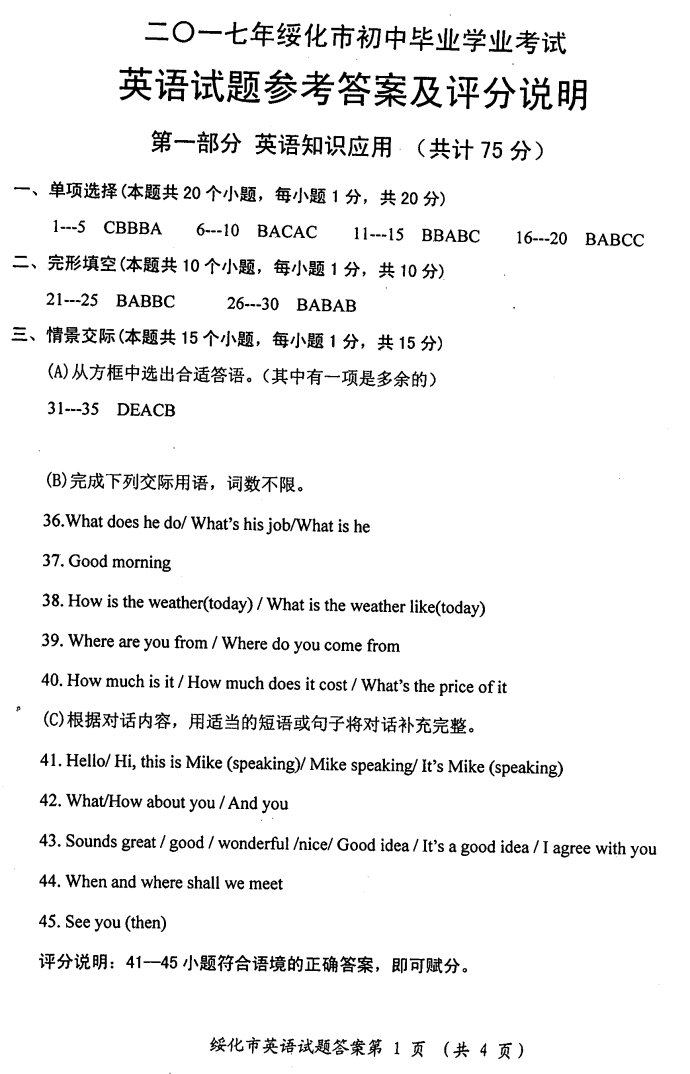 二〇一七年绥化市初中毕业学业考试
英语试题参考答案及评分说明
第一部分 英语知识应用 （共计 75 分）
一、单项选择(本题共 20 个小题，每小题 1 分，共 20 分)
1---5 CBBBA 6---10 BACAC 11---15 BBABC 16---20 BABCC
二、完形填空(本题共 10 个小题，每小题 1 分，共 10 分)
21---25 BABBC 26---30 BABAB
三、情景交际(本题共 15 个小题，每小题 1 分，共 15 分)
(A)从方框中选出合适答语。（其中有一项是多余的）
31---35 DEACB
(B)完成下列交际用语，词数不限。
36.What does he do/ What's his job/What is he
37. Good morning
38. How is the weather(today) / What is the weather like(today)
39. Where are you from / Where do you come from
40. How much is it / How much does it cost / What's the price of it
(C)根据对话内容，用适当的短语或句子将对话补充完整。
41. Hello/ Hi, this is Mike (speaking)/ Mike speaking/ It's Mike (speaking)
42. What/How about you / And you
43. Sounds great / good / wonderful /nice/ Good idea / It's a good idea / I agree with you
44. When and where shall we meet
45. See you (then)
评分说明：41—45 小题符合语境的正确答案，即可赋分。
绥化市英语试题答案第 1 页 （共 4 页）